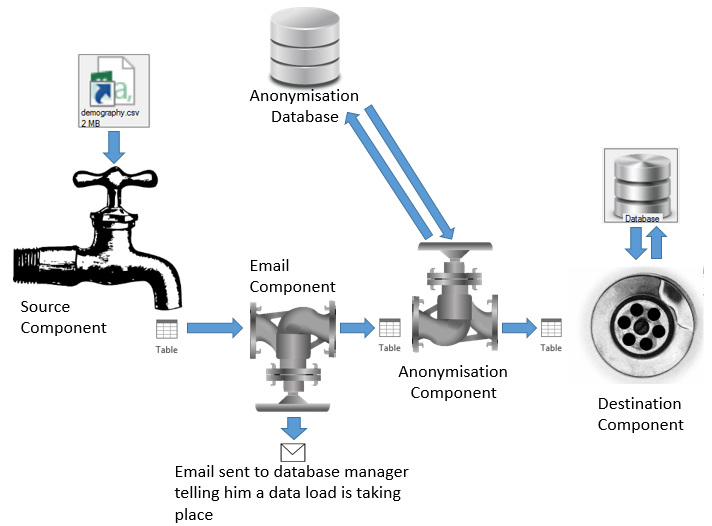 Anonymisation
Database
demography.csv
2 MB
Database
Email
Component
Source
Component
Table
Table
Table
Anonymisation
Component
Destination
Component
Email sent to database manager
telling him a data load is taking
place